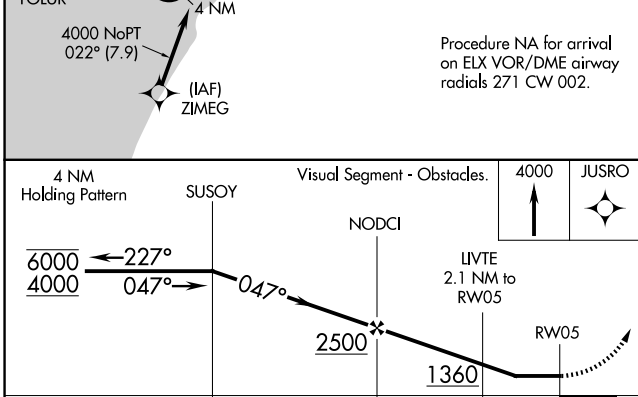 4 NM
4000 NoPT
022° (7.9)
(IAF)
ZIMEG
Procedure NA for arrival
on ELX VOR/DME airway
radials 271 CW 002.
4 NM
Holding Pattern
SUSOY
Visual Segment - Obstacles.
4000
JUSRO
NODCI
6000
4000
227°
047°
047°
LIVTE
2.1 NM to
RW05
2500
1360
RW05